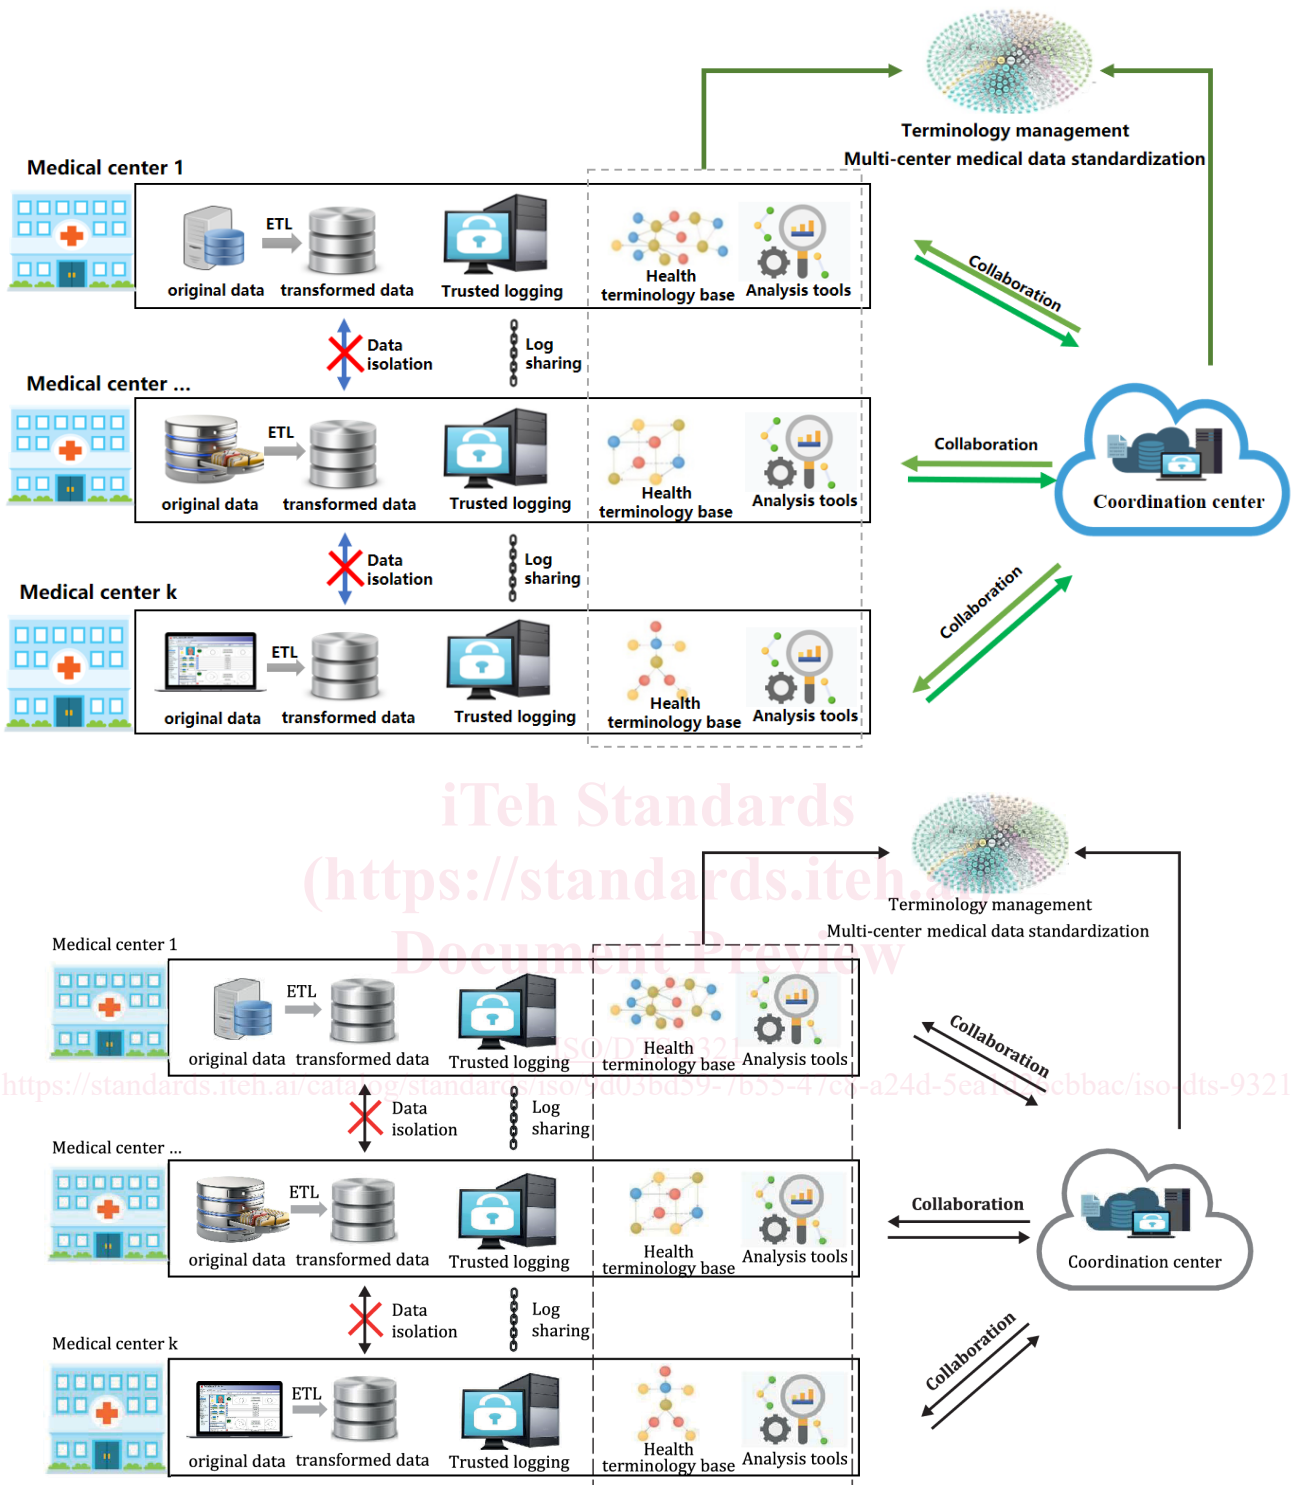 Terminology management
Multi-center medical data standardization
Medical center 1
ETL
original data
transformed data
Trusted logging
Health
terminology base
Analysis tools
Collaboration
Data
isolation
Log
sharing
Medical center ...
ETL
original data
transformed data
Trusted logging
Health
terminology base
Analysis tools
Collaboration
Coordination center
Data
isolation
Log
sharing
Medical center k
ETL
original data
transformed data
Trusted logging
Health
terminology base
Analysis tools
Collaboration
iTeh Standards
(https://standards.iteh.ai)
Document Preview
Terminology management
Multi-center medical data standardization
Medical center 1
ETL
original data
transformed data
Trusted logging
Health
terminology base
Analysis tools
Collaboration
ISO/DTS 9321
Data
isolation
Log
sharing
Medical center ...
ETL
original data
transformed data
Trusted logging
Health
terminology base
Analysis tools
Collaboration
Coordination center
Data
isolation
Log
sharing
Medical center k
ETL
original data
transformed data
Trusted logging
Health
terminology base
Analysis tools
Collaboration